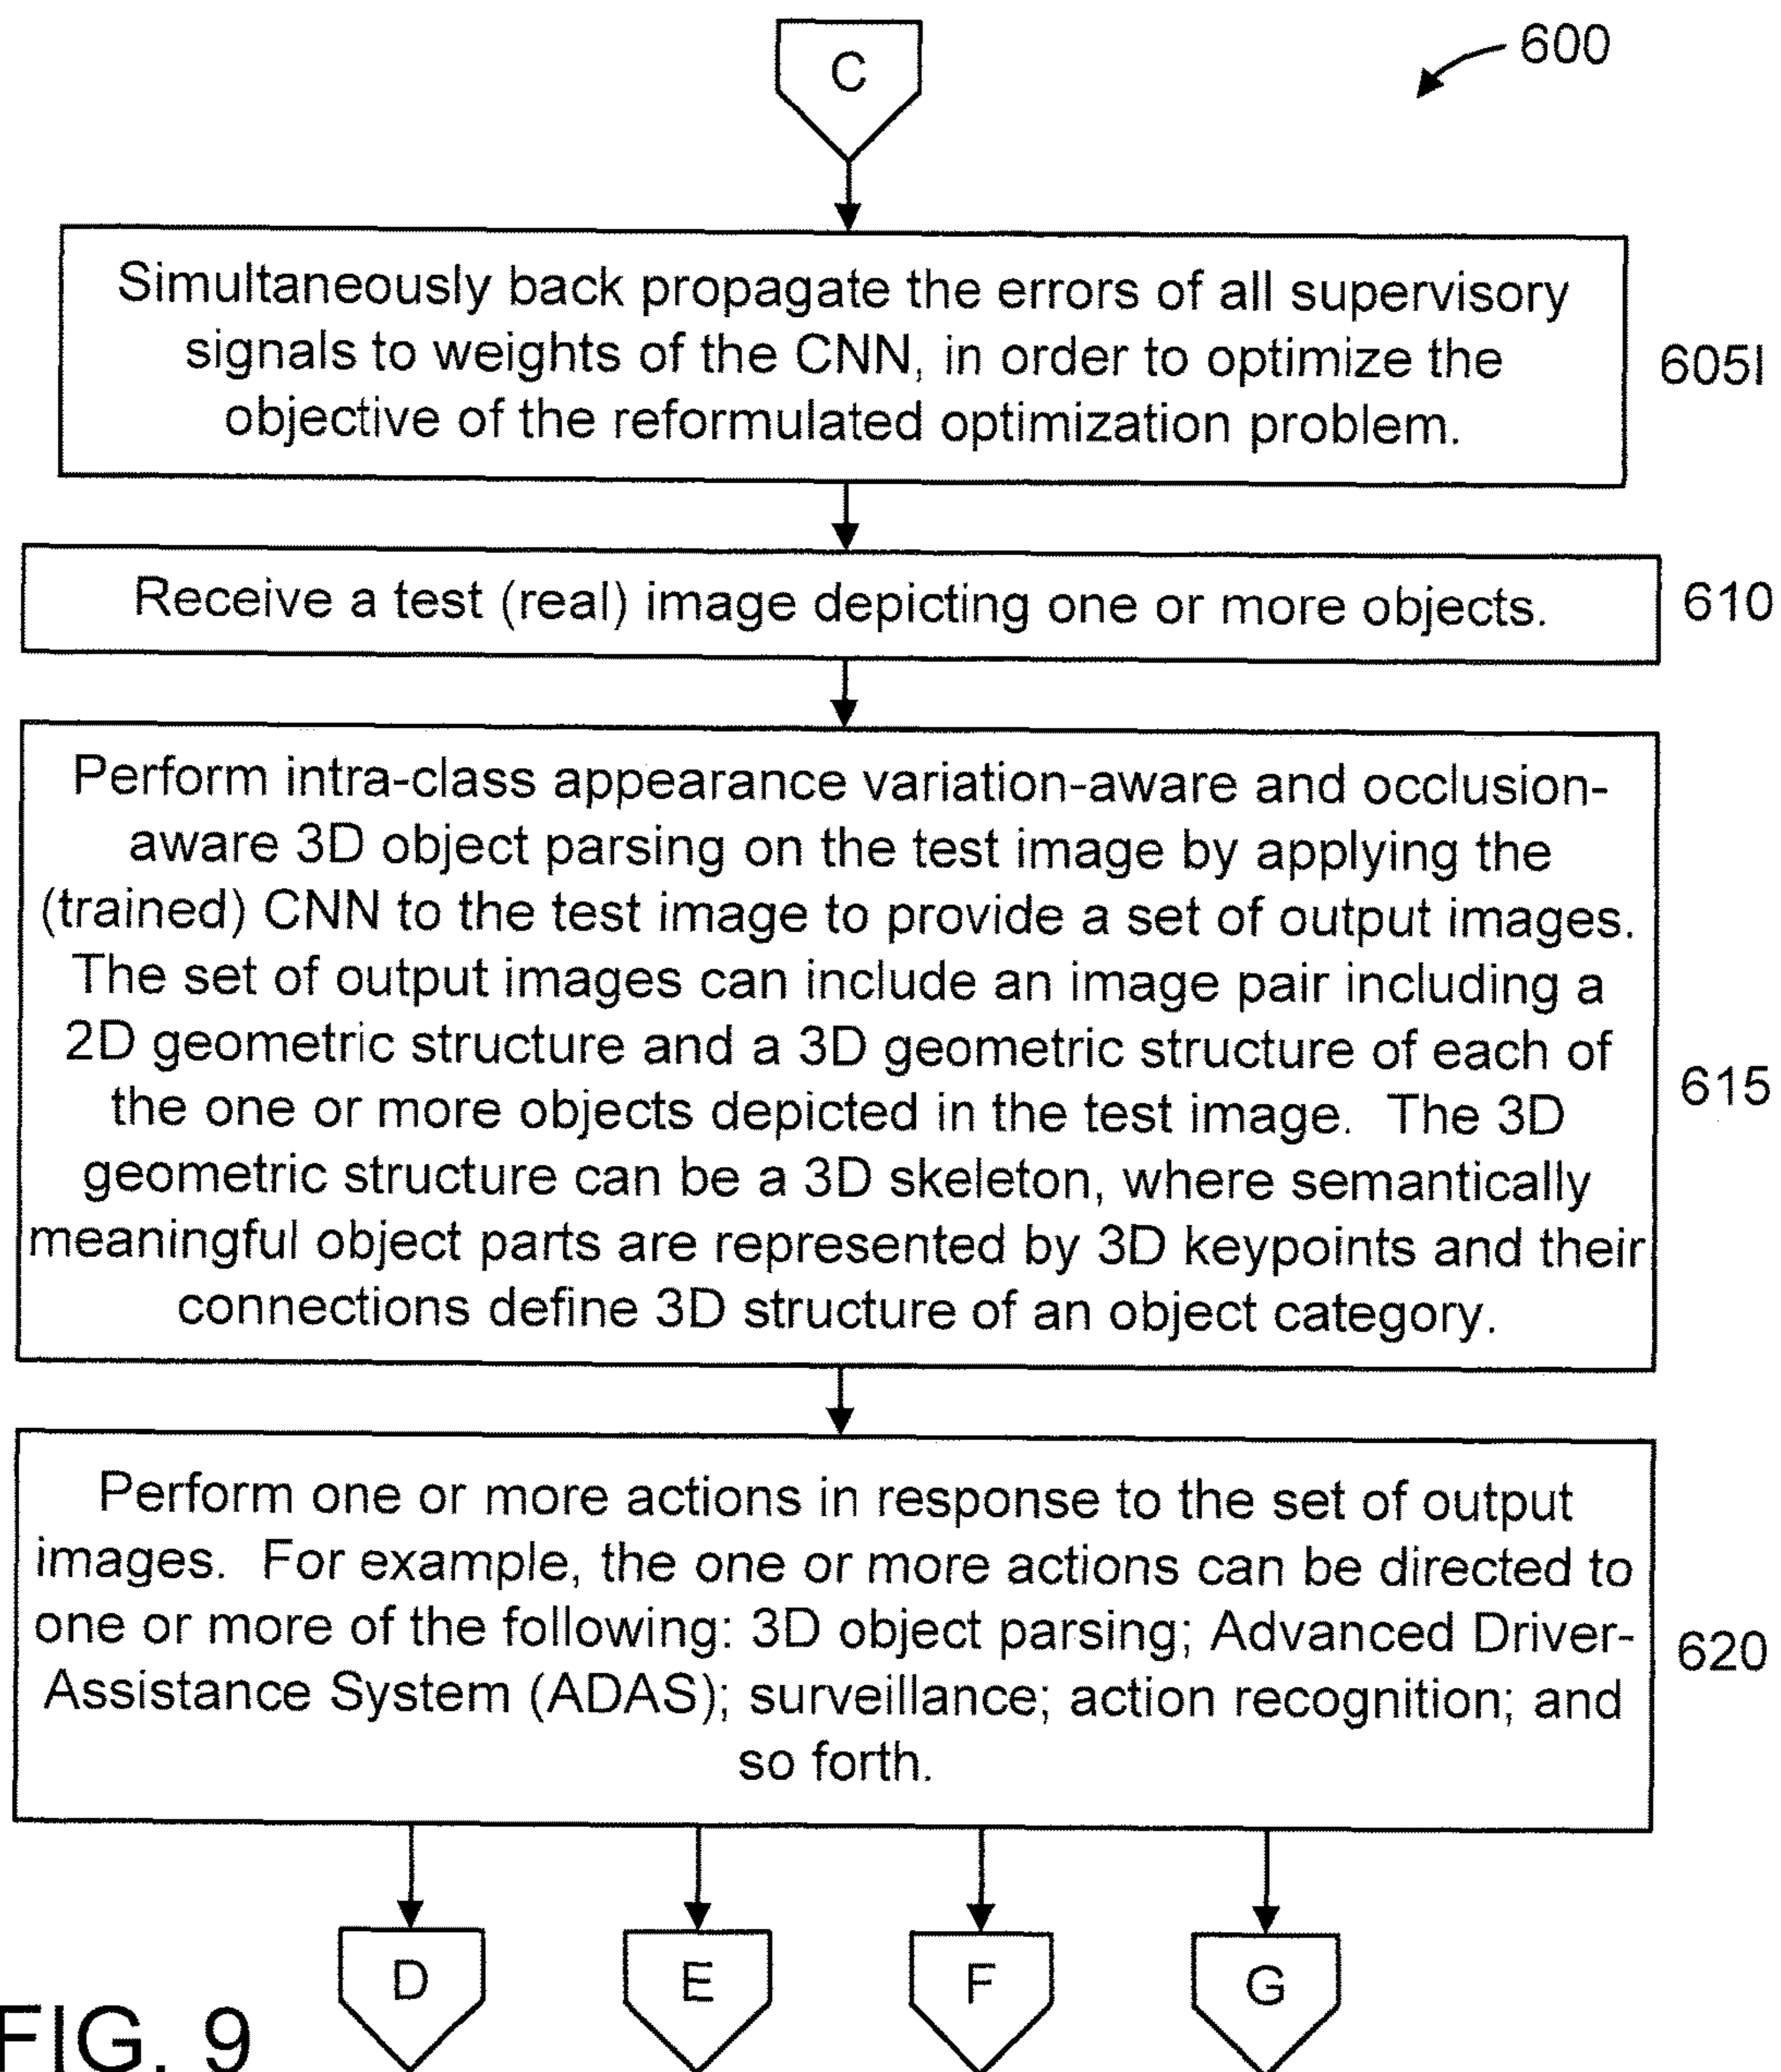 C
600
Simultaneously back propagate the errors of all supervisory
signals to weights of the CNN, in order to optimize the
objective of the reformulated optimization problem.
605I
Receive a test (real) image depicting one or more objects.
610
Perform intra-class appearance variation-aware and occlusion-
aware 3D object parsing on the test image by applying the
(trained) CNN to the test image to provide a set of output images.
The set of output images can include an image pair including a
2D geometric structure and a 3D geometric structure of each of
the one or more objects depicted in the test image. The 3D
geometric structure can be a 3D skeleton, where semantically
meaningful object parts are represented by 3D keypoints and their
connections define 3D structure of an object category.
615
Perform one or more actions in response to the set of output
images. For example, the one or more actions can be directed to
one or more of the following: 3D object parsing; Advanced Driver-
Assistance System (ADAS); surveillance; action recognition; and
so forth.
620
D
E
F
G
FIG. 9